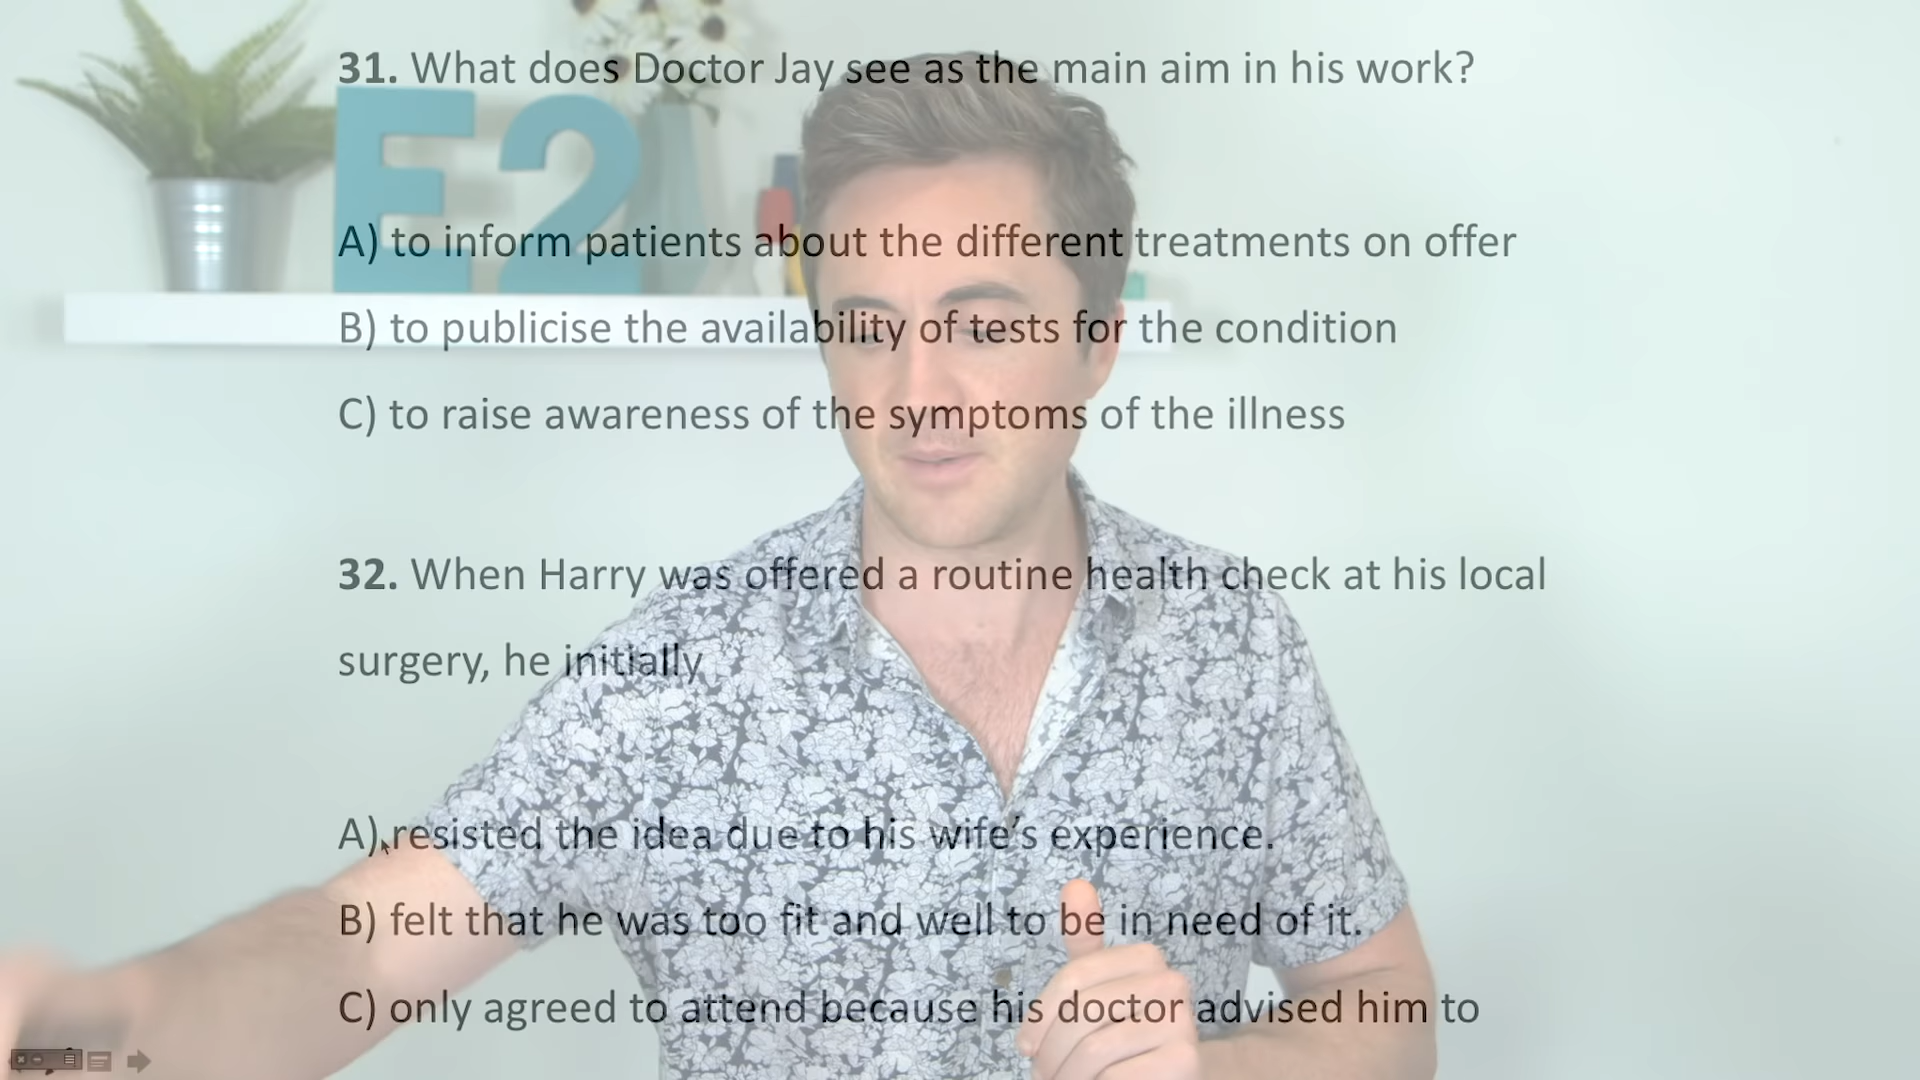 31. What does Doctor Jay see as the main aim in his work?
E2
A) to inform patients about the different treatments on offer
B) to publicise the availability of tests for the condition
C) to raise awareness of the symptoms of the illness
32. When Harry was offered a routine health check at his local
surgery, he initially
A) resisted the idea due to his wife's experience.
B) felt that he was too fit and well to be in need of it.
C) only agreed to attend because his doctor advised him to